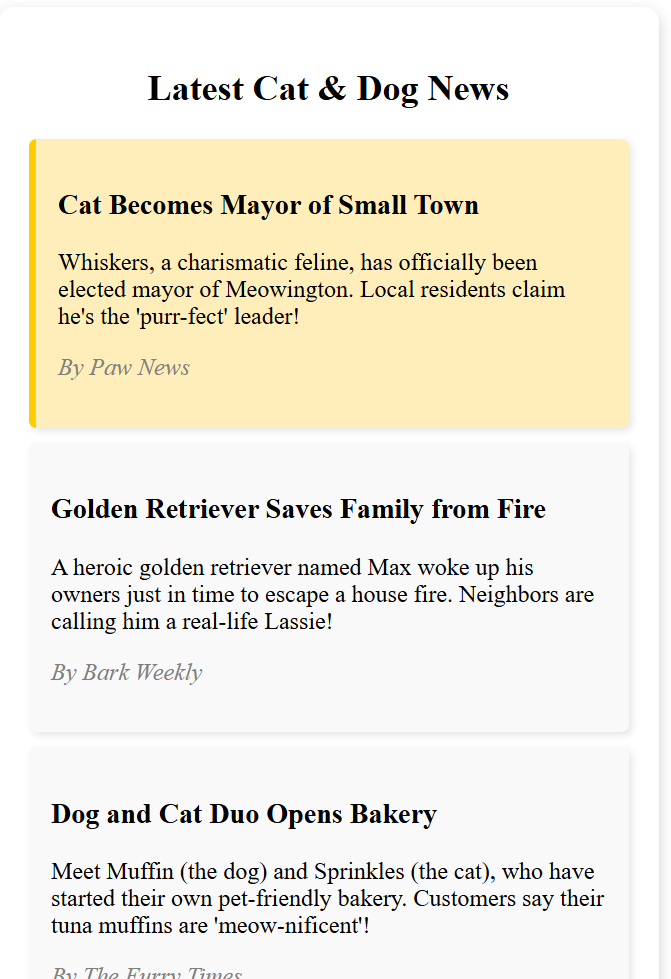 Latest Cat & Dog News
Cat Becomes Mayor of Small Town
Whiskers, a charismatic feline, has officially been
elected mayor of Meowington. Local residents claim
he's the 'purr-fect' leader!
By Paw News
Golden Retriever Saves Family from Fire
A heroic golden retriever named Max woke up his
owners just in time to escape a house fire. Neighbors are
calling him a real-life Lassie!
By Bark Weekly
Dog and Cat Duo Opens Bakery
Meet Muffin (the dog) and Sprinkles (the cat), who have
started their own pet-friendly bakery. Customers say their
tuna muffins are 'meow-nificent'!
By The Furry Times